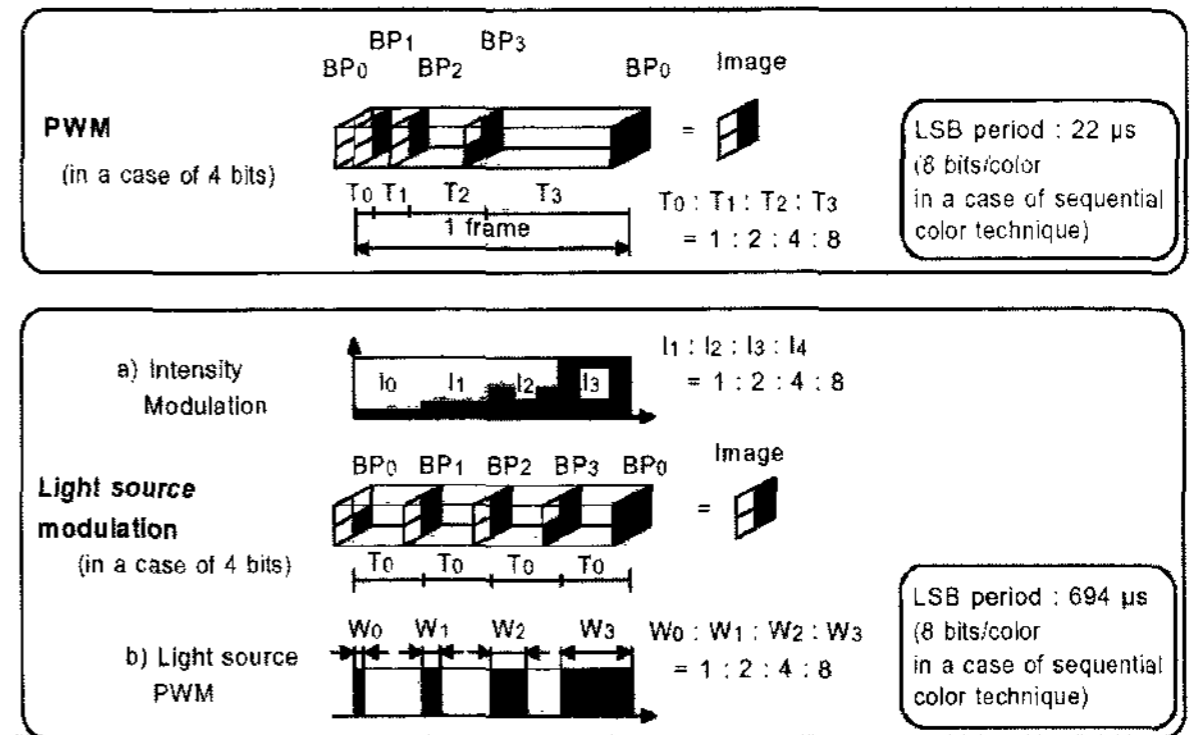 BP0 BP1 BP2 BP3 BP0 Image
PWM
(in a case of 4 bits)
=
T0 T1 T2 T3
1 frame
T0 : T1 : T2 : T3
= 1 : 2 : 4 : 8
LSB period : 22 µs
(8 bits/color
in a case of sequential
color technique)
a) Intensity
Modulation
I0 I1 I2 I3
I1 : I2 : I3 : I4
= 1 : 2 : 4 : 8
Light source
modulation
(in a case of 4 bits)
BP0 BP1 BP2 BP3 BP0 Image
=
T0 T0 T0 T0
b) Light source
PWM
W0 W1 W2 W3
W0 : W1 : W2 : W3
= 1 : 2 : 4 : 8
LSB period : 694 µs
(8 bits/color
in a case of sequential
color technique)